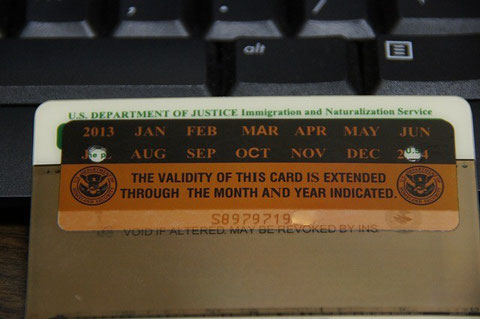 alt
U.S. DEPARTMENT OF JUSTICE Immigration and Naturalization Service
2013 JAN FEB MAR APR MAY JUN
AUG SEP OCT NOV DEC
THE VALIDITY OF THIS CARD IS EXTENDED
THROUGH THE MONTH AND YEAR INDICATED.
S8979719
VOID IF ALTERED. MAY BE REVOKED BY INS.